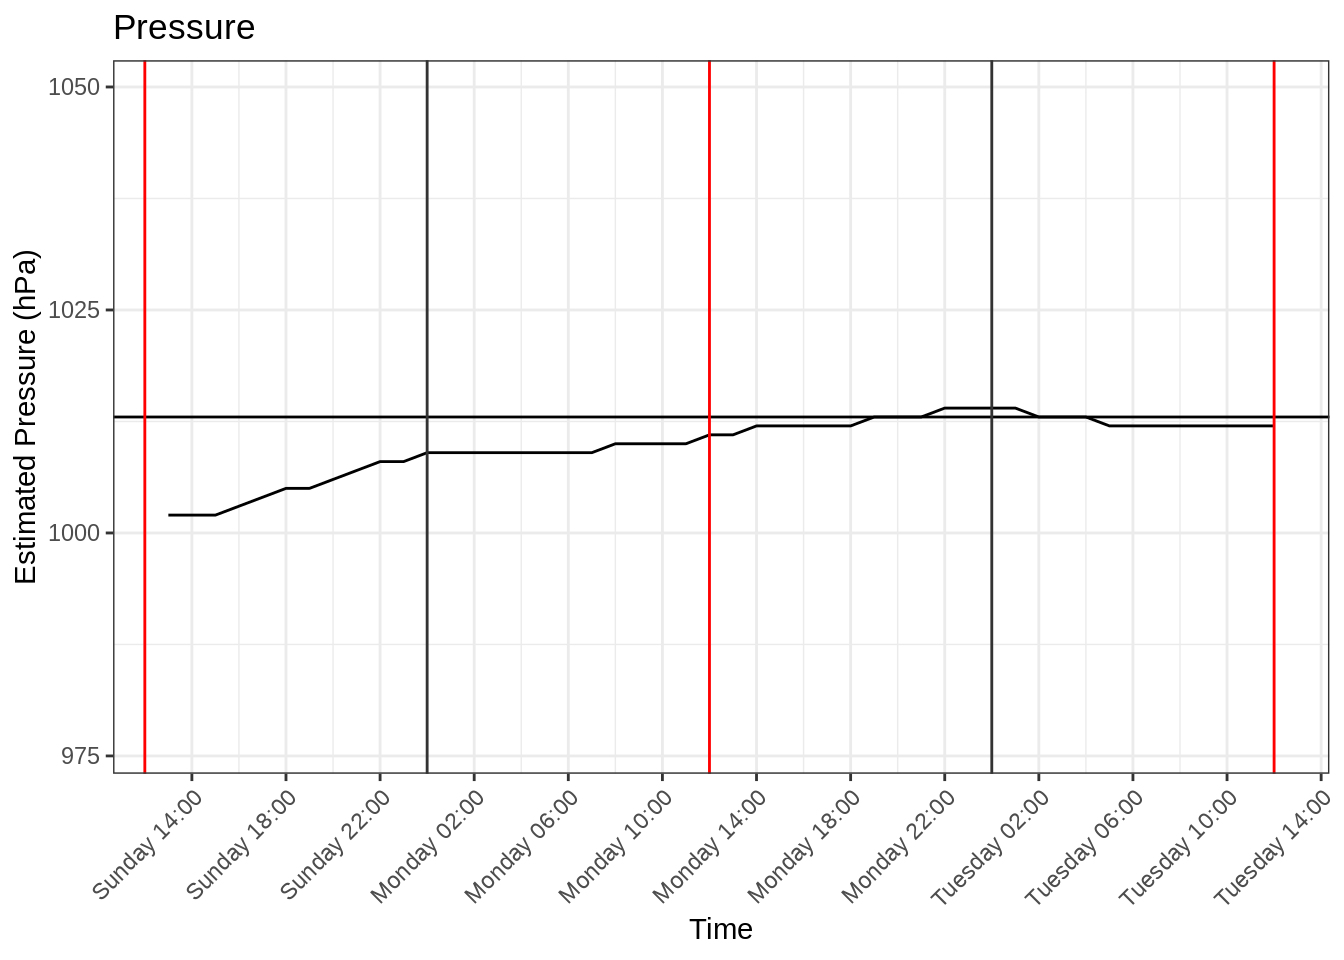 Pressure
1050
1025
1000
975
Estimated Pressure (hPa)
Sunday 14:00
Sunday 18:00
Sunday 22:00
Monday 02:00
Monday 06:00
Monday 10:00
Monday 14:00
Monday 18:00
Monday 22:00
Tuesday 02:00
Tuesday 06:00
Tuesday 10:00
Tuesday 14:00
Time